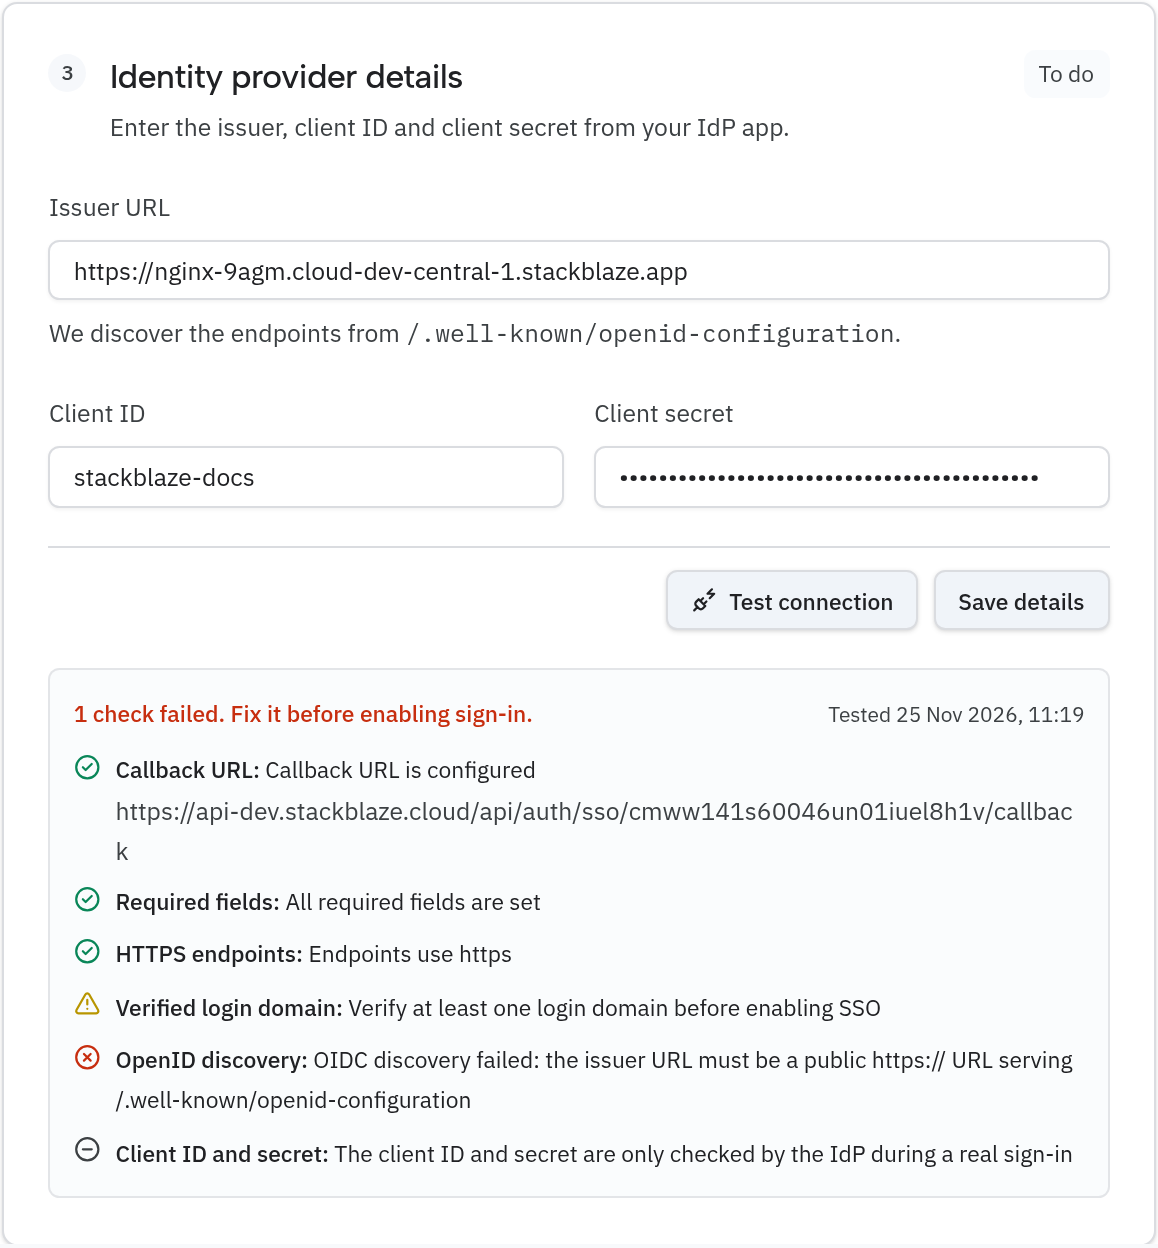 3
Identity provider details
To do
Enter the issuer, client ID and client secret from your IdP app.
Issuer URL
https://nginx-9agm.cloud-dev-central-1.stackblaze.app
We discover the endpoints from /.well-known/openid-configuration.
Client ID
Client secret
stackblaze-docs
•••••••••••••••••••••••••••••••••••••••••••
Test connection
Save details
1 check failed. Fix it before enabling sign-in.
Tested 25 Nov 2026, 11:19
Callback URL: Callback URL is configured
https://api-dev.stackblaze.cloud/api/auth/sso/cmww141s60046un01iuel8h1v/callbac
k
Required fields: All required fields are set
HTTPS endpoints: Endpoints use https
Verified login domain: Verify at least one login domain before enabling SSO
OpenID discovery: OIDC discovery failed: the issuer URL must be a public https:// URL serving
/.well-known/openid-configuration
Client ID and secret: The client ID and secret are only checked by the IdP during a real sign-in